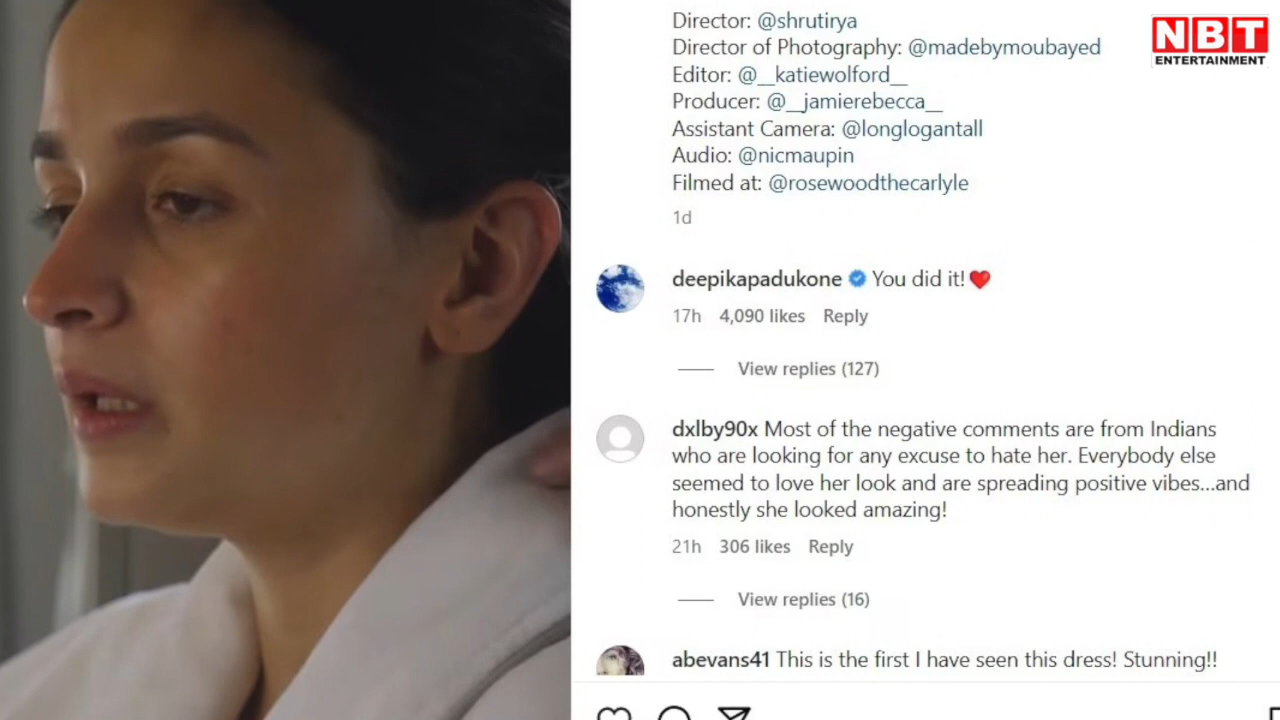 Director: @shrutirya
Director of Photography: @madebymoubayed
Editor: @__katiewolford__
Producer: @__jamierebecca__
Assistant Camera: @longlogantall
Audio: @nicmaupin
Filmed at: @rosewoodthecarlyle
1d
NBT
ENTERTAINMENT
deepikapadukone You did it!❤️
17h 4,090 likes Reply
View replies (127)
dxlby90x Most of the negative comments are from Indians
who are looking for any excuse to hate her. Everybody else
seemed to love her look and are spreading positive vibes...and
honestly she looked amazing!
21h 306 likes Reply
View replies (16)
abevans41 This is the first I have seen this dress! Stunning!!